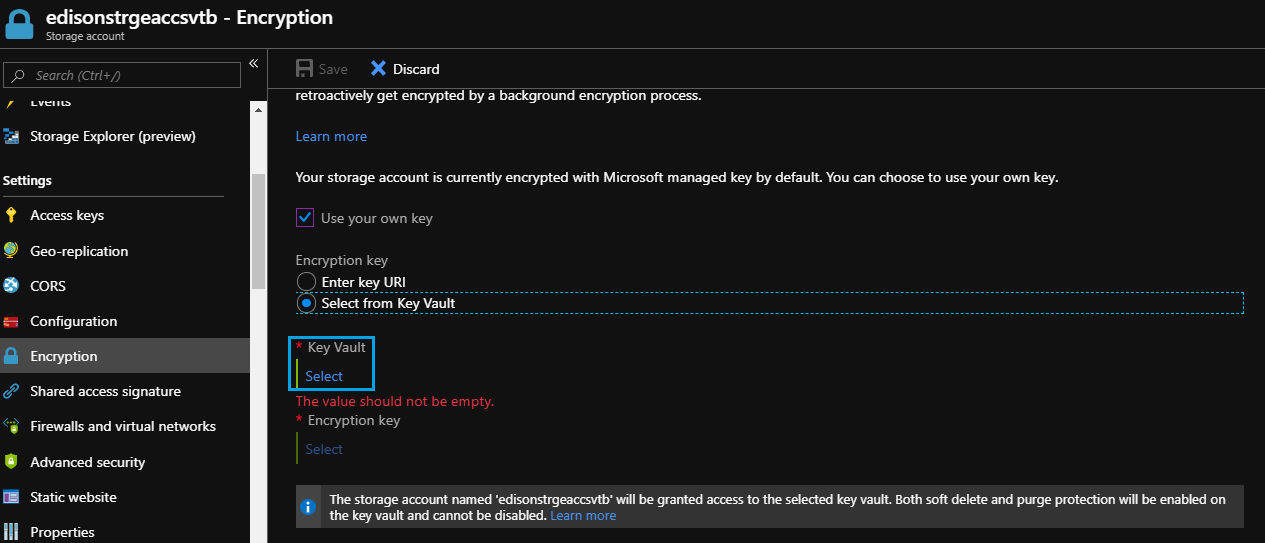 edisonstrgeaccsvtb - Encryption
Storage account
Search (Ctrl+/)
«
Events
Storage Explorer (preview)
Settings
Access keys
Geo-replication
CORS
Configuration
Encryption
Shared access signature
Firewalls and virtual networks
Advanced security
Static website
Properties
Save
Discard
retroactively get encrypted by a background encryption process.
Learn more
Your storage account is currently encrypted with Microsoft managed key by default. You can choose to use your own key.
Use your own key
Encryption key
Enter key URI
Select from Key Vault
* Key Vault
Select
The value should not be empty.
* Encryption key
Select
The storage account named 'edisonstrgeaccsvtb' will be granted access to the selected key vault. Both soft delete and purge protection will be enabled on
the key vault and cannot be disabled. Learn more